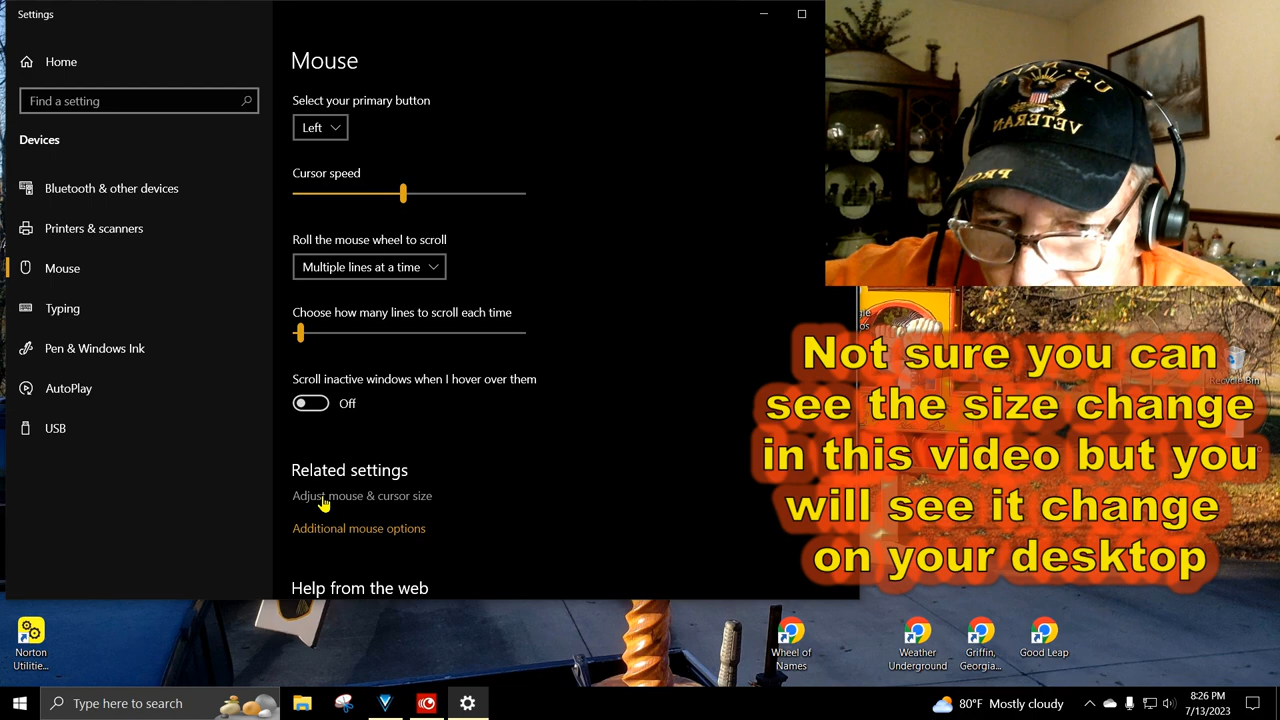 Settings
Home
Find a setting
Devices
Bluetooth & other devices
Printers & scanners
Mouse
Typing
Pen & Windows Ink
AutoPlay
USB
Mouse
Select your primary button
Left
Cursor speed
Roll the mouse wheel to scroll
Multiple lines at a time
Choose how many lines to scroll each time
Scroll inactive windows when I hover over them
Off
Related settings
Adjust mouse & cursor size
Additional mouse options
Help from the web
U.S. NAVY
VETERAN
Not sure you can
see the size change
in this video but you
will see it change
on your desktop
Recycle Bin
Norton
Utilitie...
Wheel of
Names
Weather
Underground
Griffin,
Georgia...
Good Leap
Type here to search
80°F Mostly cloudy
8:26 PM
7/13/2023